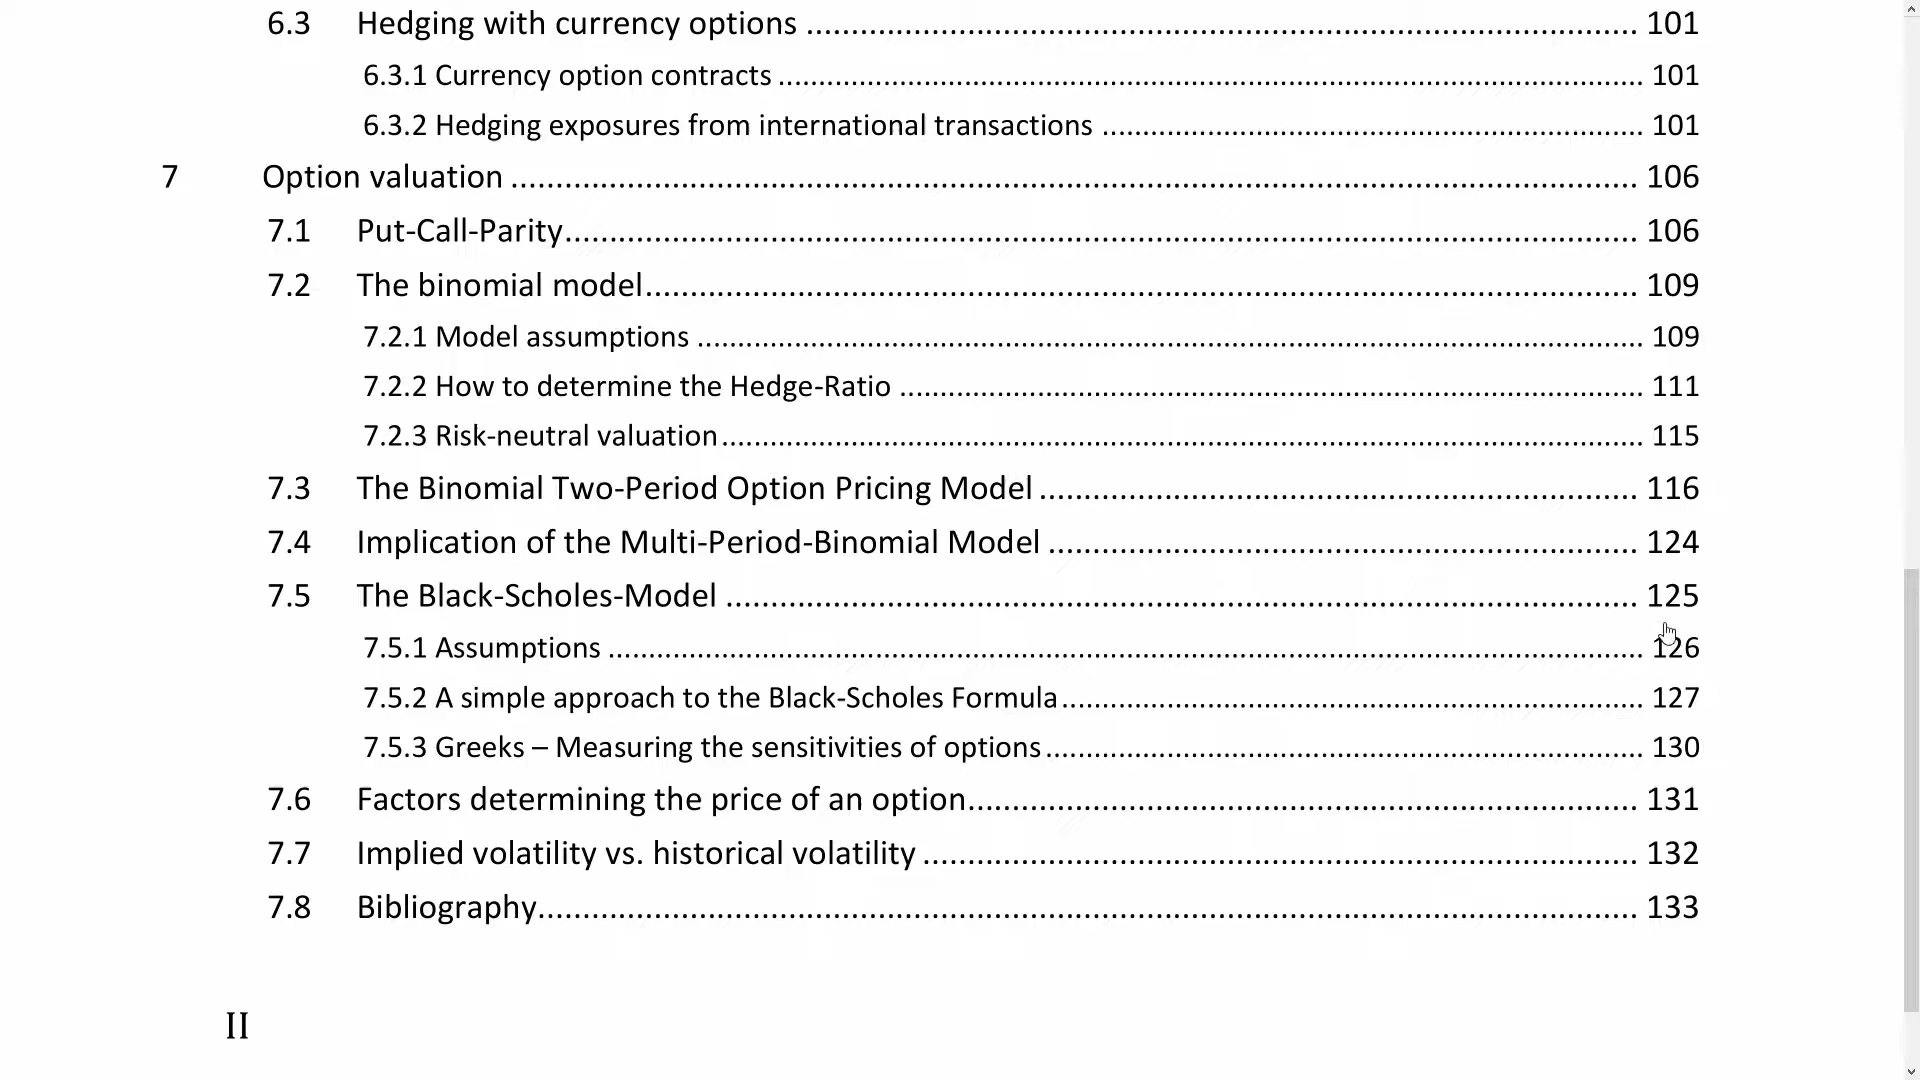 6.3 Hedging with currency options ........................................................................................ 101
6.3.1 Currency option contracts ........................................................................................ 101
6.3.2 Hedging exposures from international transactions ........................................................ 101
7 Option valuation ........................................................................................ 106
7.1 Put-Call-Parity........................................................................................ 106
7.2 The binomial model........................................................................................ 109
7.2.1 Model assumptions ........................................................................................ 109
7.2.2 How to determine the Hedge-Ratio ........................................................................ 111
7.2.3 Risk-neutral valuation........................................................................................ 115
7.3 The Binomial Two-Period Option Pricing Model ................................................................ 116
7.4 Implication of the Multi-Period-Binomial Model ................................................................ 124
7.5 The Black-Scholes-Model ........................................................................................ 125
7.5.1 Assumptions ........................................................................................ 126
7.5.2 A simple approach to the Black-Scholes Formula................................................................ 127
7.5.3 Greeks – Measuring the sensitivities of options................................................................ 130
7.6 Factors determining the price of an option........................................................................ 131
7.7 Implied volatility vs. historical volatility ........................................................................ 132
7.8 Bibliography........................................................................................ 133
II